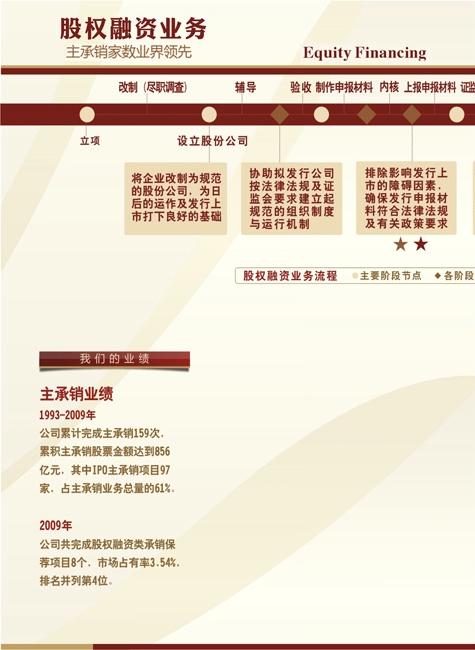 股权融资业务
主承销家数业界领先
Equity Financing
改制（尽职调查）
辅导
验收
制作申报材料
内核
上报申报材料
证监
立项
设立股份公司
将企业改制为规范
的股份公司，为日
后的运作及发行上
市打下良好的基础
协助拟发行公司
按法律法规及证
监会要求建立起
规范的组织制度
与运行机制
排除影响发行上
市的障碍因素，
确保发行申报材
料符合法律法规
及有关政策要求
股权融资业务流程
主要阶段节点
各阶段
我们的业绩
主承销业绩
1993-2009年
公司累计完成主承销159次，
累积主承销股票金额达到856
亿元，其中IPO主承销项目97
家，占主承销业务总量的61%。
2009年
公司共完成股权融资类承销保
荐项目8个，市场占有率3.54%，
排名并列第4位。